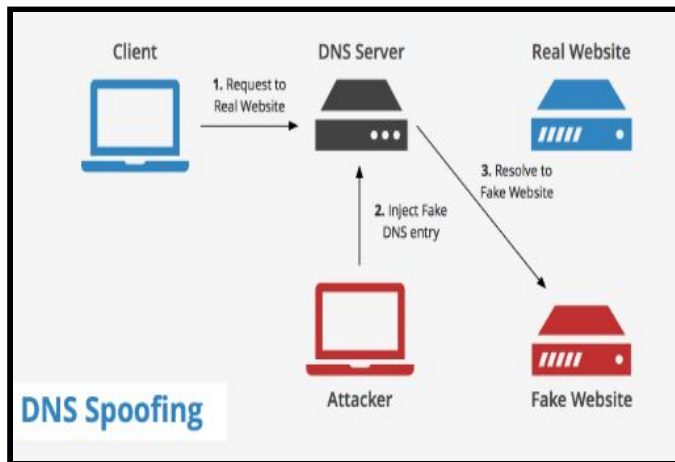 Client
DNS Server
Real Website
1. Request to
Real Website
3. Resolve to
Fake Website
2. Inject Fake
DNS entry
DNS Spoofing
Attacker
Fake Website